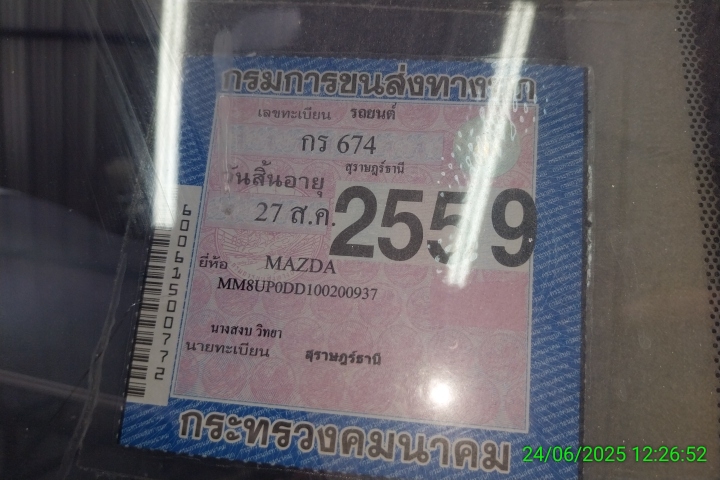 กรมการขนส่งทางบก
เลขทะเบียน รถยนต์
กร 674
สุราษฎร์ธานี
วันสิ้นอายุ
27 ส.ค. 2559
ยี่ห้อ MAZDA
MM8UP0DD100200937
นางสงบ วิทยา
นายทะเบียน สุราษฎร์ธานี
กระทรวงคมนาคม
6006150077 2
24/06/2025 12:26:52